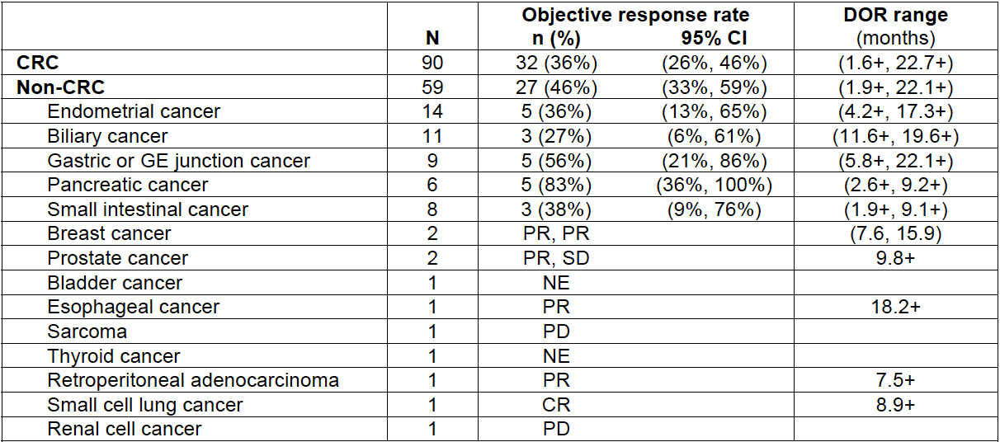 Objective response rate DOR range
N n (%) 95% CI (months)
CRC 90 32 (36%) (26%, 46%) (1.6+, 22.7+)
Non-CRC 59 27 (46%) (33%, 59%) (1.9+, 22.1+)
Endometrial cancer 14 5 (36%) (13%, 65%) (4.2+, 17.3+)
Biliary cancer 11 3 (27%) (6%, 61%) (11.6+, 19.6+)
Gastric or GE junction cancer 9 5 (56%) (21%, 86%) (5.8+, 22.1+)
Pancreatic cancer 6 5 (83%) (36%, 100%) (2.6+, 9.2+)
Small intestinal cancer 8 3 (38%) (9%, 76%) (1.9+, 9.1+)
Breast cancer 2 PR, PR (7.6, 15.9)
Prostate cancer 2 PR, SD 9.8+
Bladder cancer 1 NE
Esophageal cancer 1 PR 18.2+
Sarcoma 1 PD
Thyroid cancer 1 NE
Retroperitoneal adenocarcinoma 1 PR 7.5+
Small cell lung cancer 1 CR 8.9+
Renal cell cancer 1 PD